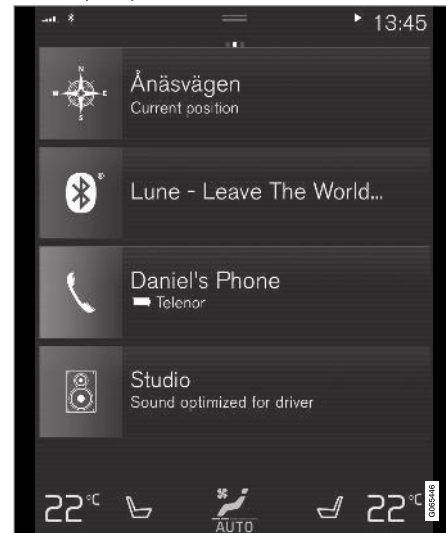 13:45
N
W E
S
Ånäsvägen
Current position
Lune - Leave The World...
Daniel's Phone
Telenor
Studio
Sound optimized for driver
22°C
AUTO
22°C
G065446